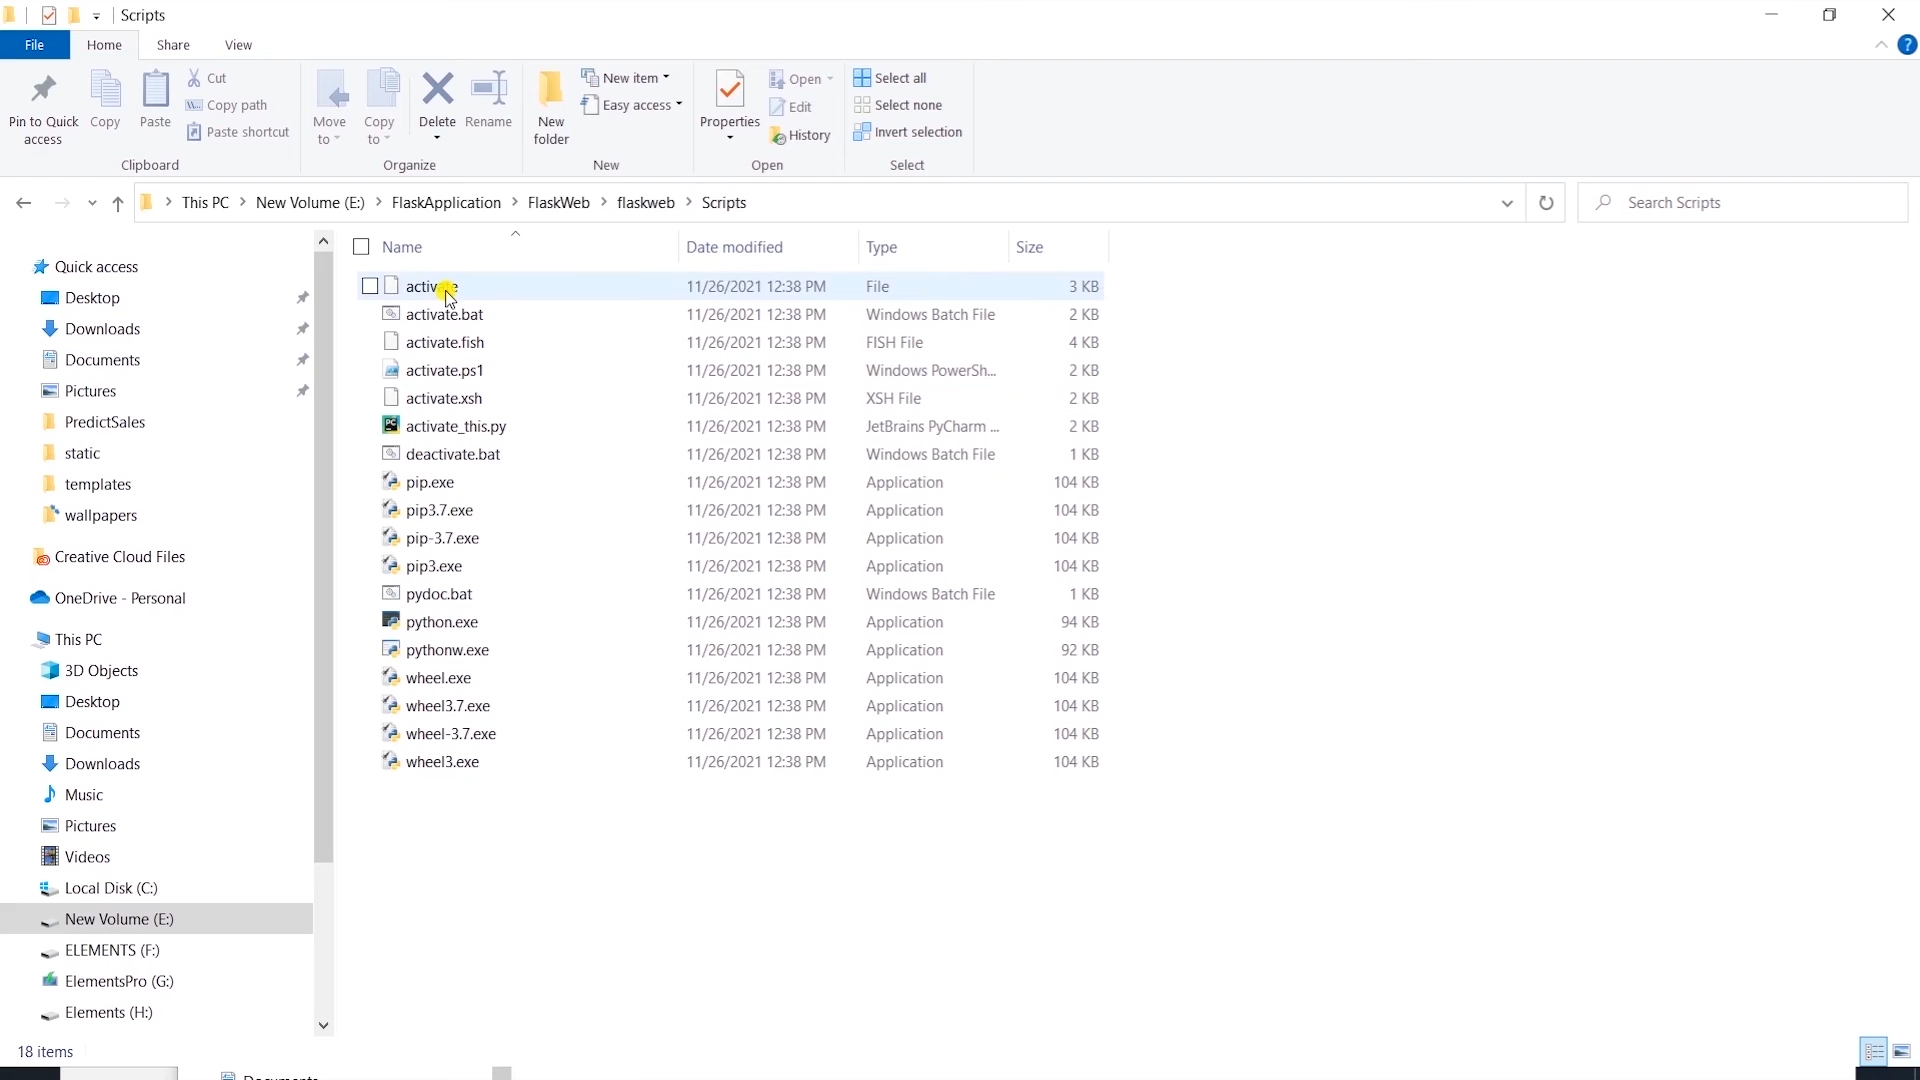 Scripts
File Home Share View
Pin to Quick access
Copy
Paste
Cut
Copy path
Paste shortcut
Clipboard
Move to
Copy to
Delete
Rename
Organize
New folder
New item
Easy access
New
Properties
Open
Edit
History
Open
Select all
Select none
Invert selection
Select
This PC > New Volume (E:) > FlaskApplication > FlaskWeb > flaskweb > Scripts
Search Scripts
Quick access
Desktop
Downloads
Documents
Pictures
PredictSales
static
templates
wallpapers
Creative Cloud Files
OneDrive - Personal
This PC
3D Objects
Desktop
Documents
Downloads
Music
Pictures
Videos
Local Disk (C:)
New Volume (E:)
ELEMENTS (F:)
ElementsPro (G:)
Elements (H:)
Name Date modified Type Size
activate 11/26/2021 12:38 PM File 3 KB
activate.bat 11/26/2021 12:38 PM Windows Batch File 2 KB
activate.fish 11/26/2021 12:38 PM FISH File 4 KB
activate.ps1 11/26/2021 12:38 PM Windows PowerSh... 2 KB
activate.xsh 11/26/2021 12:38 PM XSH File 2 KB
activate_this.py 11/26/2021 12:38 PM JetBrains PyCharm ... 2 KB
deactivate.bat 11/26/2021 12:38 PM Windows Batch File 1 KB
pip.exe 11/26/2021 12:38 PM Application 104 KB
pip3.7.exe 11/26/2021 12:38 PM Application 104 KB
pip-3.7.exe 11/26/2021 12:38 PM Application 104 KB
pip3.exe 11/26/2021 12:38 PM Application 104 KB
pydoc.bat 11/26/2021 12:38 PM Windows Batch File 1 KB
python.exe 11/26/2021 12:38 PM Application 94 KB
pythonw.exe 11/26/2021 12:38 PM Application 92 KB
wheel.exe 11/26/2021 12:38 PM Application 104 KB
wheel3.7.exe 11/26/2021 12:38 PM Application 104 KB
wheel-3.7.exe 11/26/2021 12:38 PM Application 104 KB
wheel3.exe 11/26/2021 12:38 PM Application 104 KB
18 items